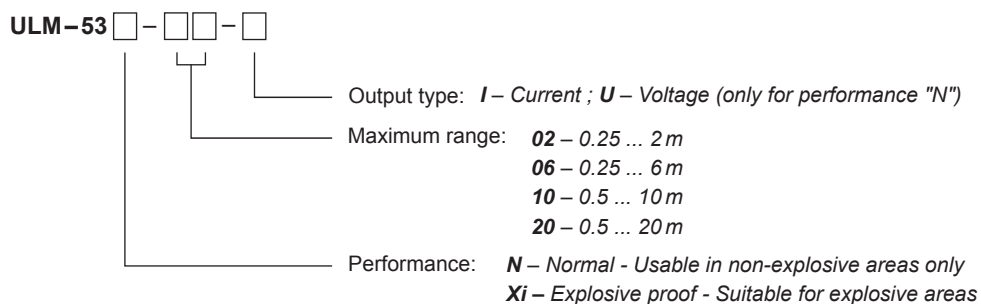 ULM–53 □ – □□ – □
Output type: I – Current ; U – Voltage (only for performance "N")
Maximum range: 02 – 0.25 ... 2 m
06 – 0.25 ... 6 m
10 – 0.5 ... 10 m
20 – 0.5 ... 20 m
Performance: N – Normal - Usable in non-explosive areas only
Xi – Explosive proof - Suitable for explosive areas